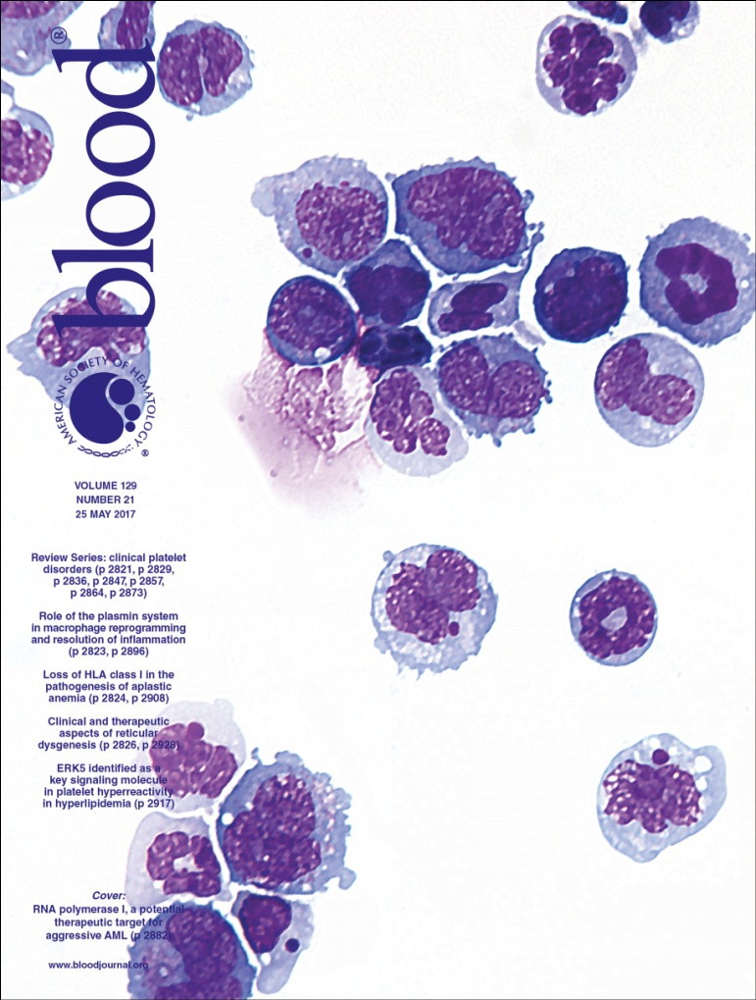 blood®
AMERICAN SOCIETY OF HEMATOLOGY
®
VOLUME 129
NUMBER 21
25 MAY 2017
Review Series: clinical platelet
disorders (p 2821, p 2829,
p 2836, p 2847, p 2857,
p 2864, p 2873)
Role of the plasmin system
in macrophage reprogramming
and resolution of inflammation
(p 2823, p 2896)
Loss of HLA class I in the
pathogenesis of aplastic
anemia (p 2824, p 2908)
Clinical and therapeutic
aspects of reticular
dysgenesis (p 2826, p 2928)
ERK5 identified as a
key signaling molecule
in platelet hyperreactivity
in hyperlipidemia (p 2917)
Cover:
RNA polymerase I, a potential
therapeutic target for
aggressive AML (p 2882)
www.bloodjournal.org